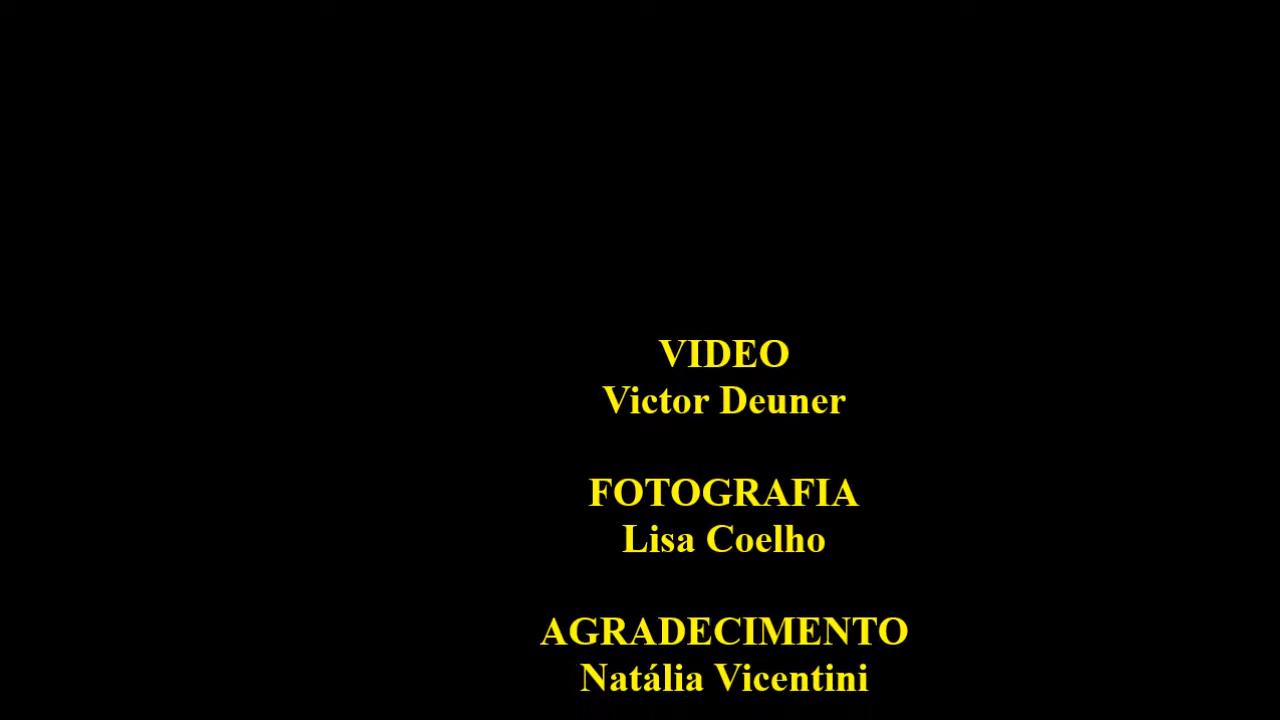 VIDEO
Victor Deuner
FOTOGRAFIA
Lisa Coelho
AGRADECIMENTO
Natália Vicentini